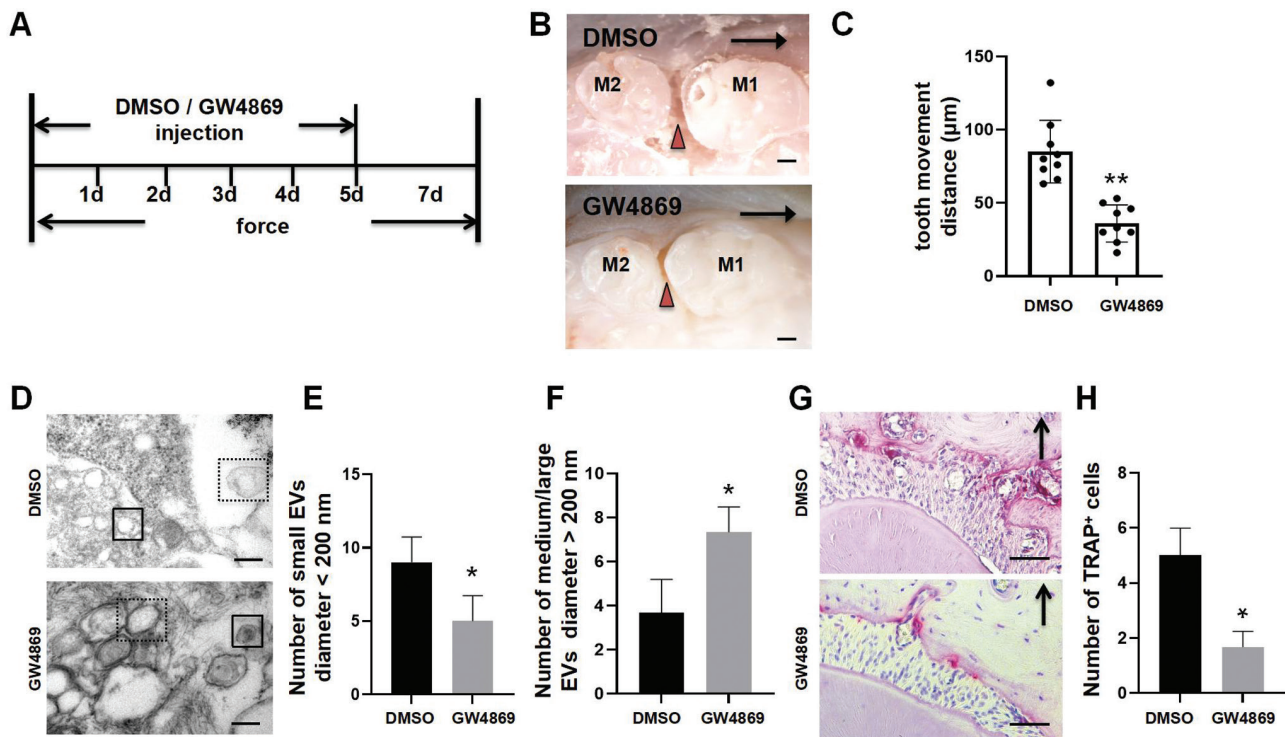 A
DMSO / GW4869
injection
1d 2d 3d 4d 5d 7d
force
B
DMSO
M2 M1
GW4869
M2 M1
C
tooth movement
distance (μm)
150
100
50
0
**
DMSO GW4869
D
DMSO
GW4869
E
Number of small EVs
diameter < 200 nm
15
10
5
0
*
DMSO GW4869
F
Number of medium/large
EVs diameter > 200 nm
10
8
6
4
2
0
*
DMSO GW4869
G
DMSO
GW4869
H
Number of TRAP⁺ cells
8
6
4
2
0
*
DMSO GW4869